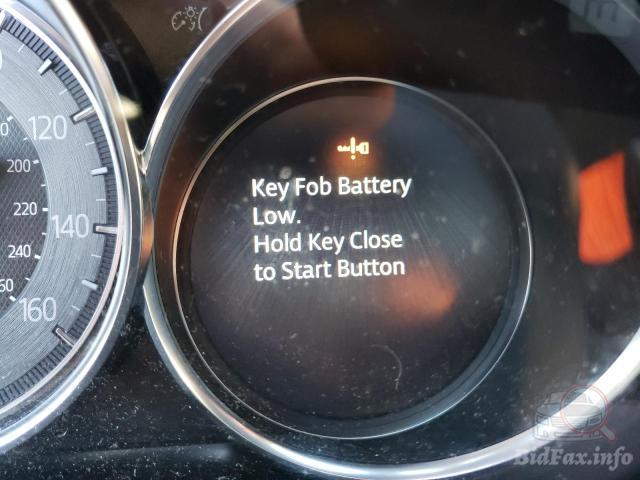 120
200
220
140
240
160
Key Fob Battery
Low.
Hold Key Close
to Start Button
BidFax.info